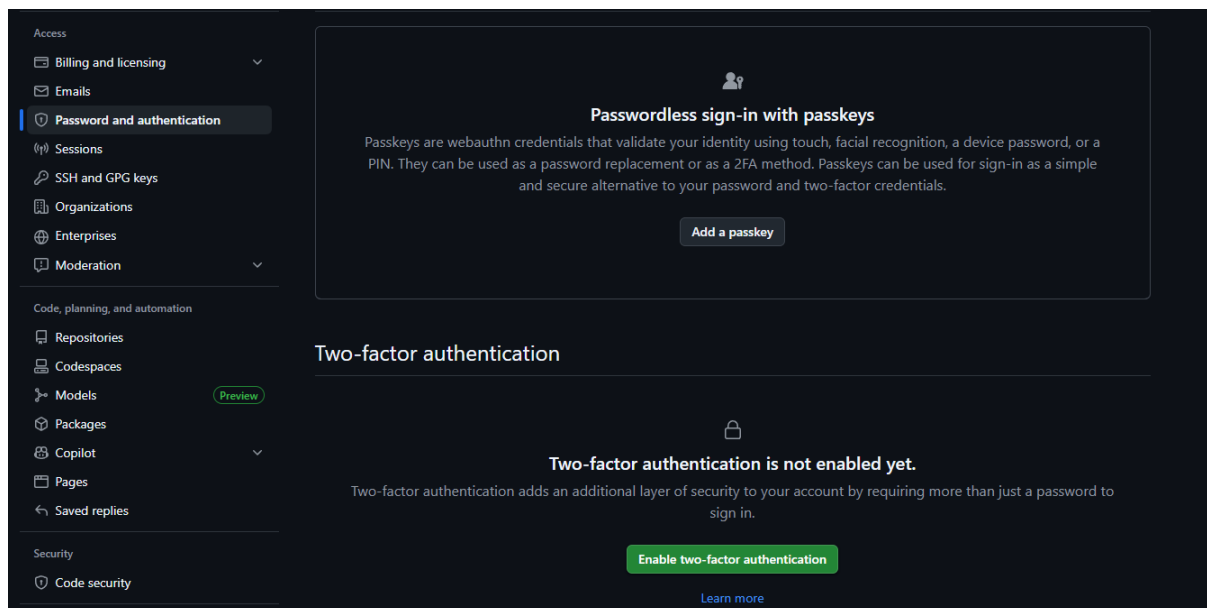 Access
Billing and licensing
Emails
Password and authentication
Sessions
SSH and GPG keys
Organizations
Enterprises
Moderation
Code, planning, and automation
Repositories
Codespaces
Models
Preview
Packages
Copilot
Pages
Saved replies
Security
Code security
Passwordless sign-in with passkeys
Passkeys are webauthn credentials that validate your identity using touch, facial recognition, a device password, or a
PIN. They can be used as a password replacement or as a 2FA method. Passkeys can be used for sign-in as a simple
and secure alternative to your password and two-factor credentials.
Add a passkey
Two-factor authentication
Two-factor authentication is not enabled yet.
Two-factor authentication adds an additional layer of security to your account by requiring more than just a password to
sign in.
Enable two-factor authentication
Learn more